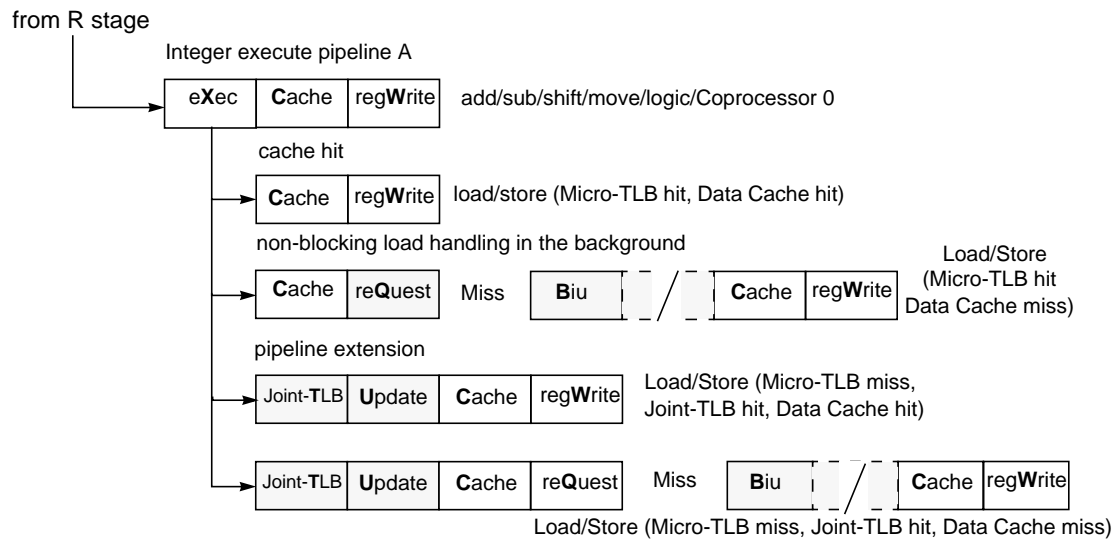 from R stage
Integer execute pipeline A
eXec Cache regWrite add/sub/shift/move/logic/Coprocessor 0
cache hit
Cache regWrite load/store (Micro-TLB hit, Data Cache hit)
non-blocking load handling in the background
Cache reQuest Miss Biu Cache regWrite
Load/Store
(Micro-TLB hit
Data Cache miss)
pipeline extension
Joint-TLB Update Cache regWrite
Load/Store (Micro-TLB miss,
Joint-TLB hit, Data Cache hit)
Joint-TLB Update Cache reQuest Miss Biu Cache regWrite
Load/Store (Micro-TLB miss, Joint-TLB hit, Data Cache miss)